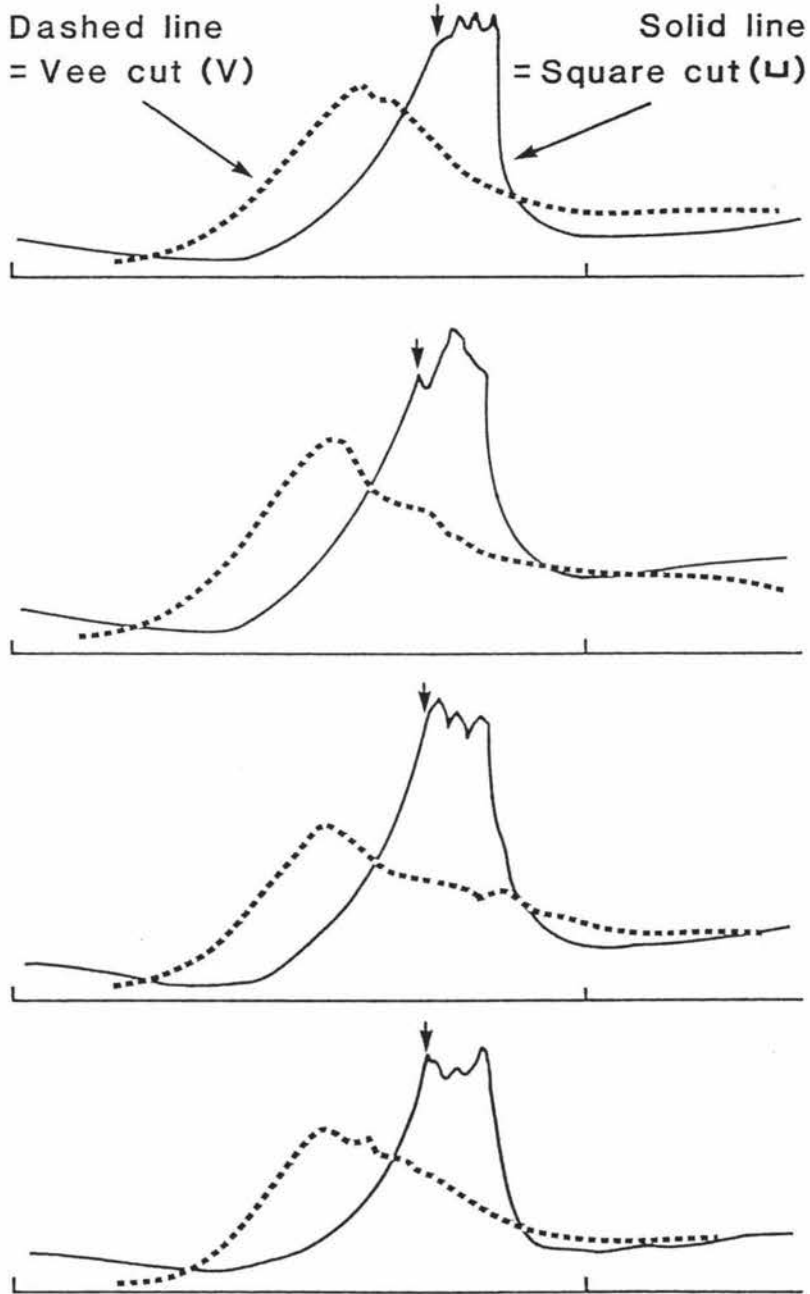 Dashed line
= Vee cut (V)
Solid line
= Square cut (⊔)